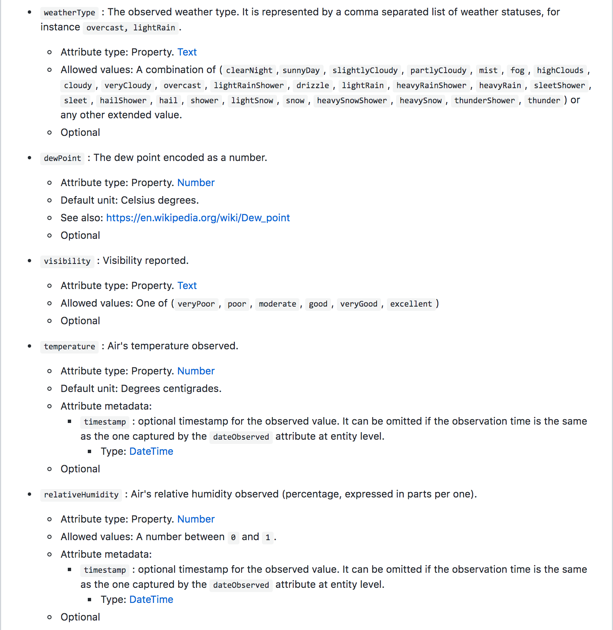 • weatherType : The observed weather type. It is represented by a comma separated list of weather statuses, for
instance overcast, lightRain .
◦ Attribute type: Property. Text
◦ Allowed values: A combination of ( clearNight , sunnyDay , slightlyCloudy , partlyCloudy , mist , fog , highClouds ,
cloudy , veryCloudy , overcast , lightRainShower , drizzle , lightRain , heavyRainShower , heavyRain , sleetShower ,
sleet , hailShower , hail , shower , lightSnow , snow , heavySnowShower , heavySnow , thunderShower , thunder ) or
any other extended value.
◦ Optional
• dewPoint : The dew point encoded as a number.
◦ Attribute type: Property. Number
◦ Default unit: Celsius degrees.
◦ See also: https://en.wikipedia.org/wiki/Dew_point
◦ Optional
• visibility : Visibility reported.
◦ Attribute type: Property. Text
◦ Allowed values: One of ( veryPoor , poor , moderate , good , veryGood , excellent )
◦ Optional
• temperature : Air's temperature observed.
◦ Attribute type: Property. Number
◦ Default unit: Degrees centigrades.
◦ Attribute metadata:
▪ timestamp : optional timestamp for the observed value. It can be omitted if the observation time is the same
as the one captured by the dateObserved attribute at entity level.
▪ Type: DateTime
◦ Optional
• relativeHumidity : Air's relative humidity observed (percentage, expressed in parts per one).
◦ Attribute type: Property. Number
◦ Allowed values: A number between 0 and 1 .
◦ Attribute metadata:
▪ timestamp : optional timestamp for the observed value. It can be omitted if the observation time is the same
as the one captured by the dateObserved attribute at entity level.
▪ Type: DateTime
◦ Optional